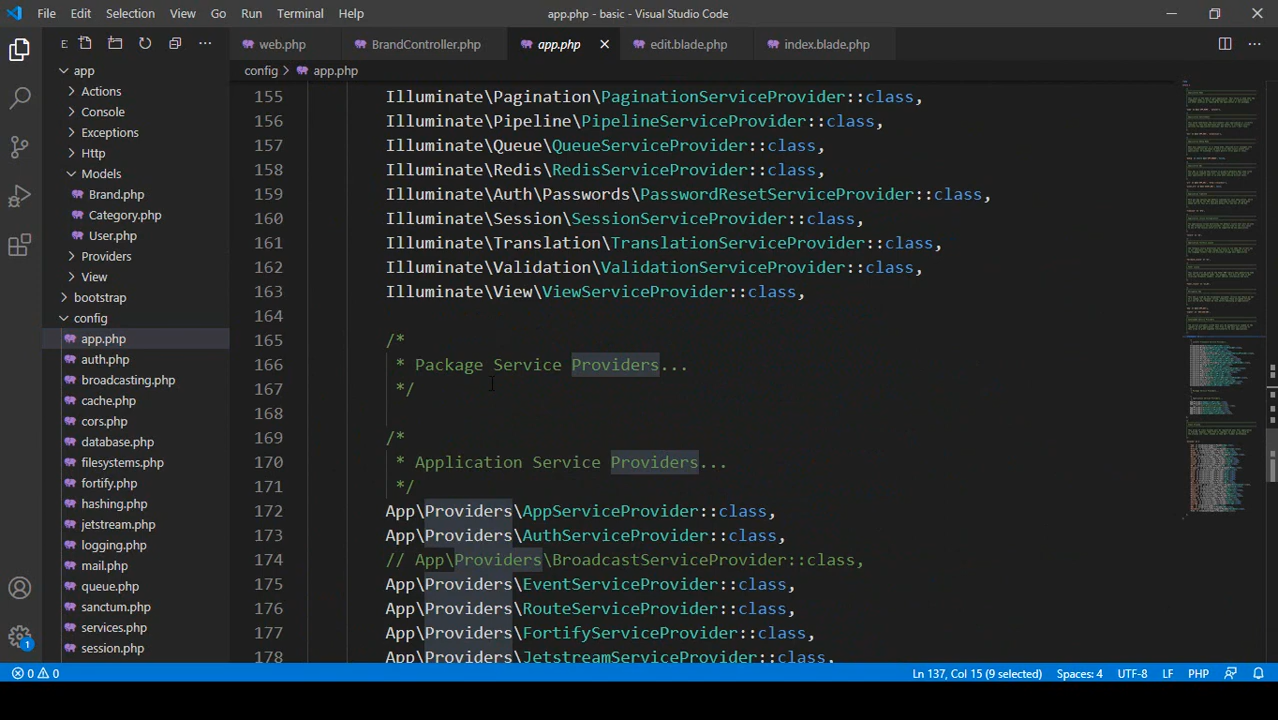 File Edit Selection View Go Run Terminal Help
app.php - basic - Visual Studio Code
E
web.php BrandController.php app.php edit.blade.php index.blade.php
config > app.php
app
Actions
Console
Exceptions
Http
Models
Brand.php
Category.php
User.php
Providers
View
bootstrap
config
app.php
auth.php
broadcasting.php
cache.php
cors.php
database.php
filesystems.php
fortify.php
hashing.php
jetstream.php
logging.php
mail.php
queue.php
sanctum.php
services.php
session.php
1
155 Illuminate\Pagination\PaginationServiceProvider::class,
156 Illuminate\Pipeline\PipelineServiceProvider::class,
157 Illuminate\Queue\QueueServiceProvider::class,
158 Illuminate\Redis\RedisServiceProvider::class,
159 Illuminate\Auth\Passwords\PasswordResetServiceProvider::class,
160 Illuminate\Session\SessionServiceProvider::class,
161 Illuminate\Translation\TranslationServiceProvider::class,
162 Illuminate\Validation\ValidationServiceProvider::class,
163 Illuminate\View\ViewServiceProvider::class,
164
165 /*
166 * Package Service Providers...
167 */
168
169 /*
170 * Application Service Providers...
171 */
172 App\Providers\AppServiceProvider::class,
173 App\Providers\AuthServiceProvider::class,
174 // App\Providers\BroadcastServiceProvider::class,
175 App\Providers\EventServiceProvider::class,
176 App\Providers\RouteServiceProvider::class,
177 App\Providers\FortifyServiceProvider::class,
178 App\Providers\JetstreamServiceProvider::class,
0 0 Ln 137, Col 15 (9 selected) Spaces: 4 UTF-8 LF PHP